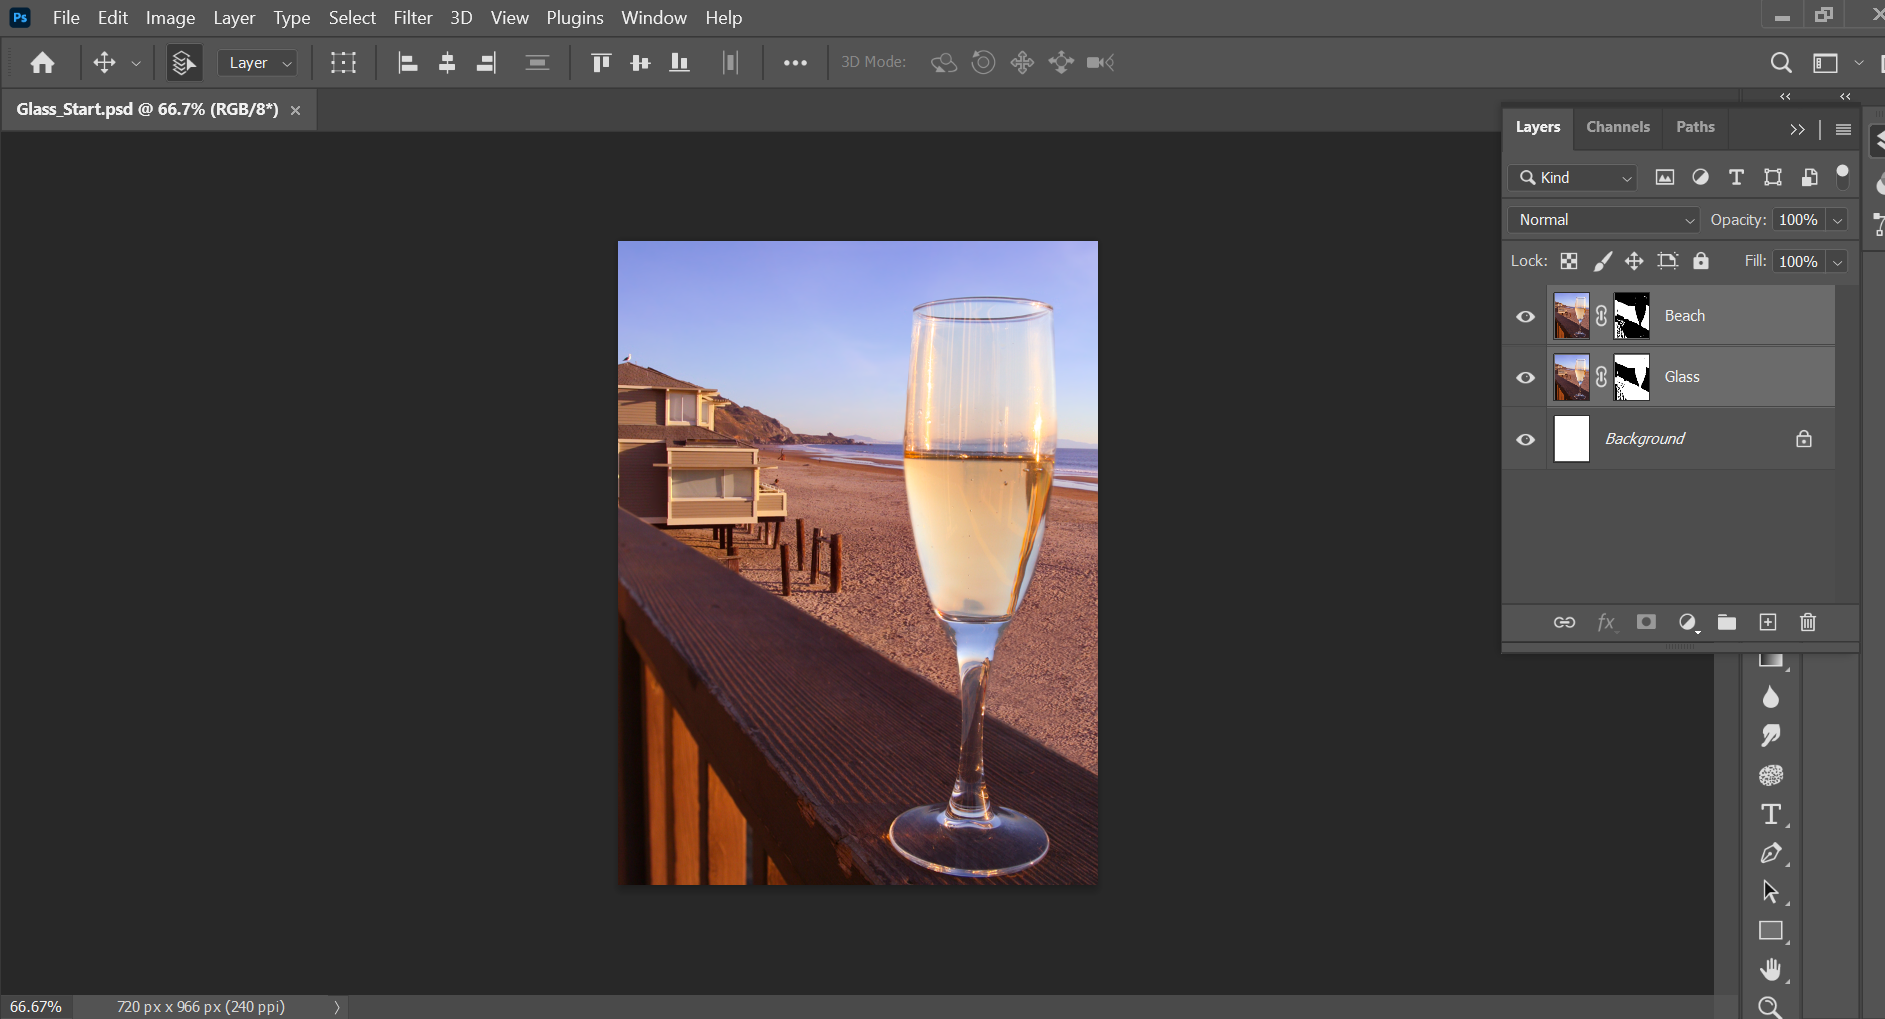 Ps File Edit Image Layer Type Select Filter 3D View Plugins Window Help
Layer 3D Mode:
Glass_Start.psd @ 66.7% (RGB/8*)
Layers Channels Paths
Kind
Normal Opacity: 100%
Lock: Fill: 100%
Beach
Glass
Background
fx
66.67% 720 px x 966 px (240 ppi)